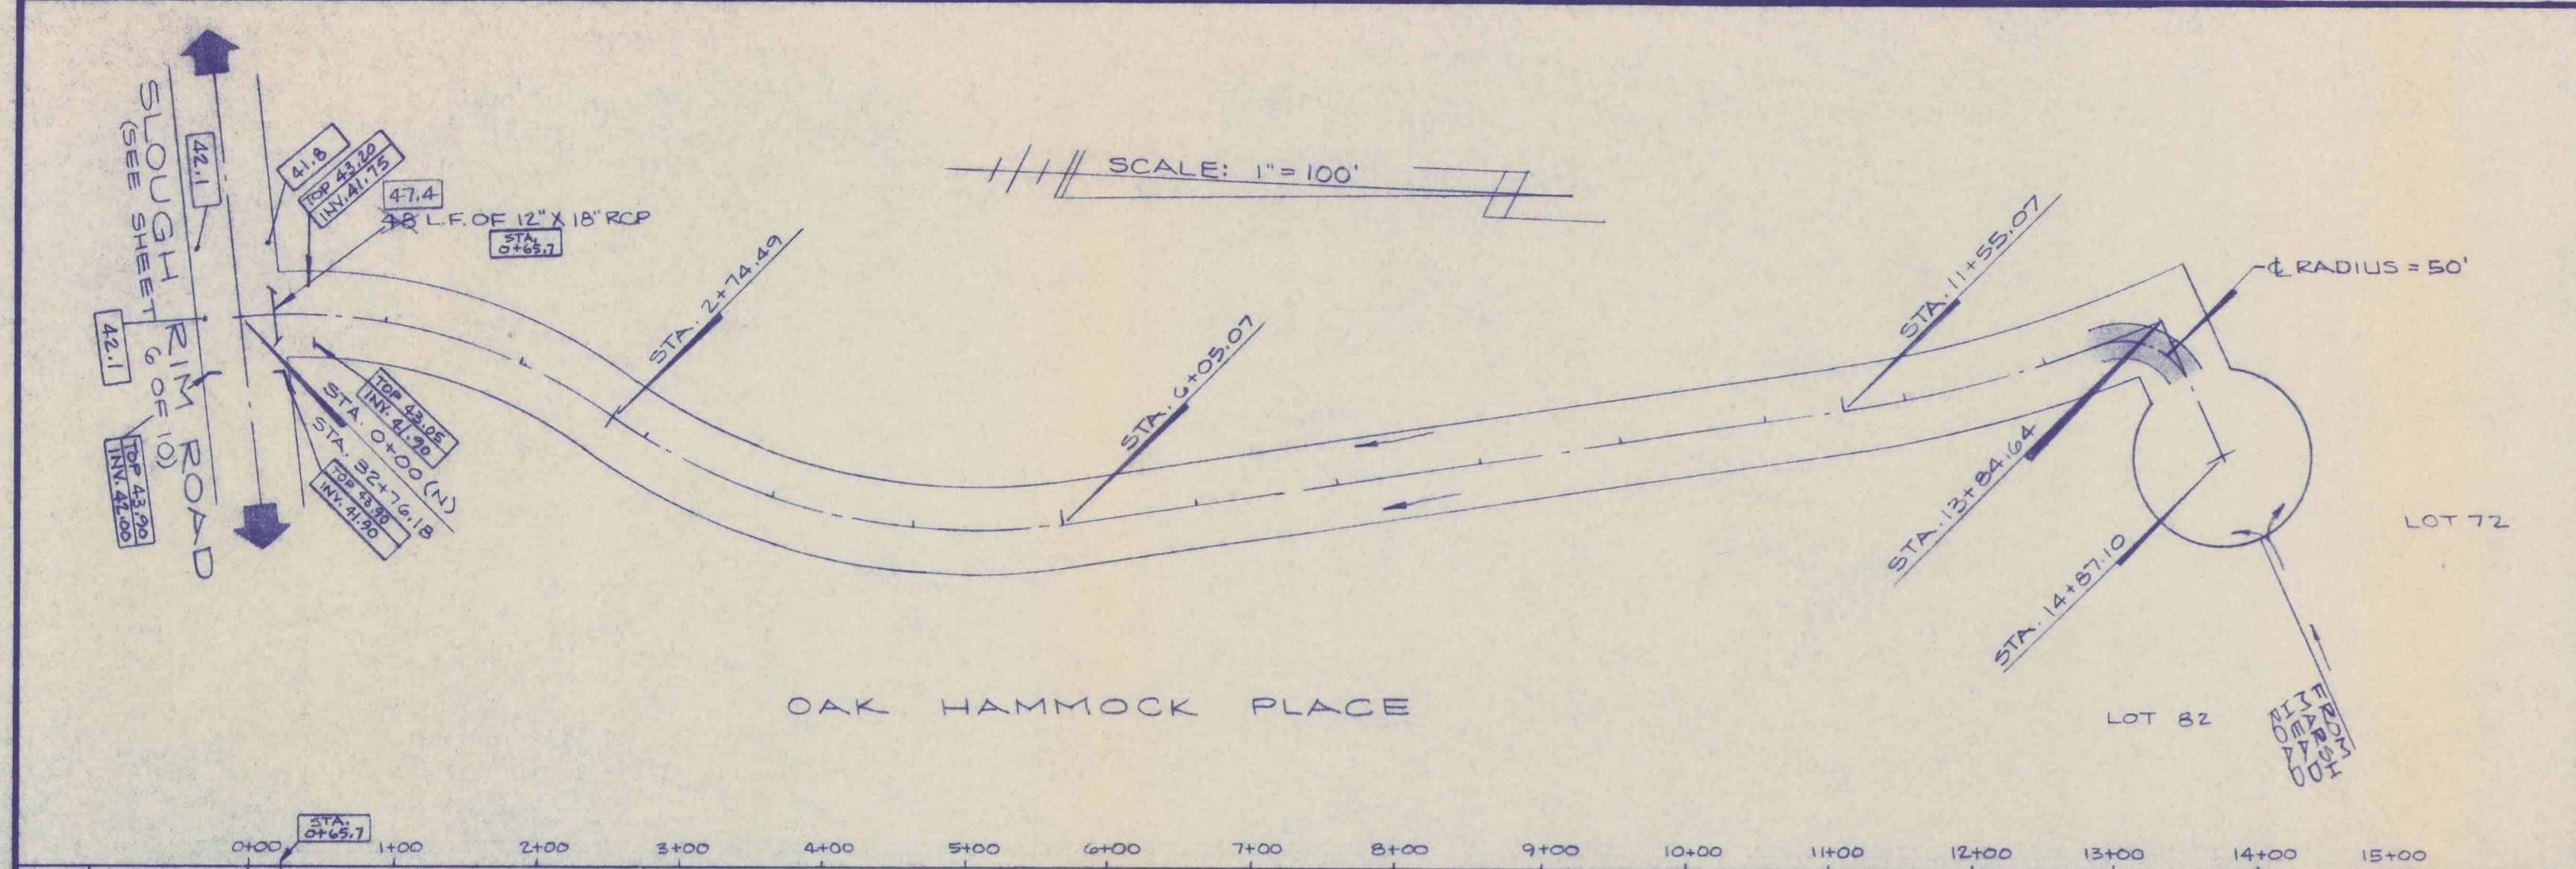 SLOUGH RIM ROAD
(SEE SHEET 6 OF 10)
42.1
41.8
TOP 43.20
INV. 41.75
47.4
48 L.F. OF 12" X 18" RCP
STA.
0+65.7
42.1
TOP 43.90
INV. 42.00
TOP 43.05
INV. 41.90
STA. 0+00 (N)
STA. 32+76.18
TOP 43.90
INV. 41.90
STA. 2+74.49
SCALE: 1" = 100'
STA. 6+05.07
STA. 11+55.07
℄ RADIUS = 50'
STA. 13+84.64
STA. 14+87.10
LOT 72
OAK HAMMOCK PLACE
LOT 82
FROM
MARSH
HEAD
ROAD
STA.
0+65.7
0+00 1+00 2+00 3+00 4+00 5+00 6+00 7+00 8+00 9+00 10+00 11+00 12+00 13+00 14+00 15+00